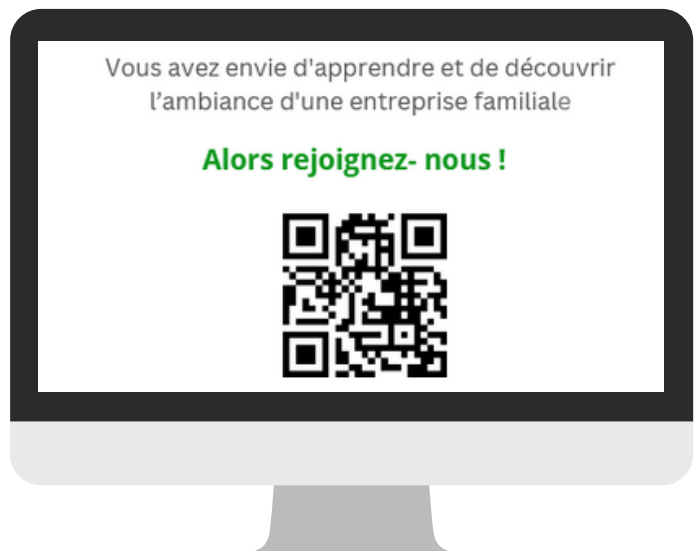 Vous avez envie d'apprendre et de découvrir
l’ambiance d'une entreprise familiale
Alors rejoignez- nous !